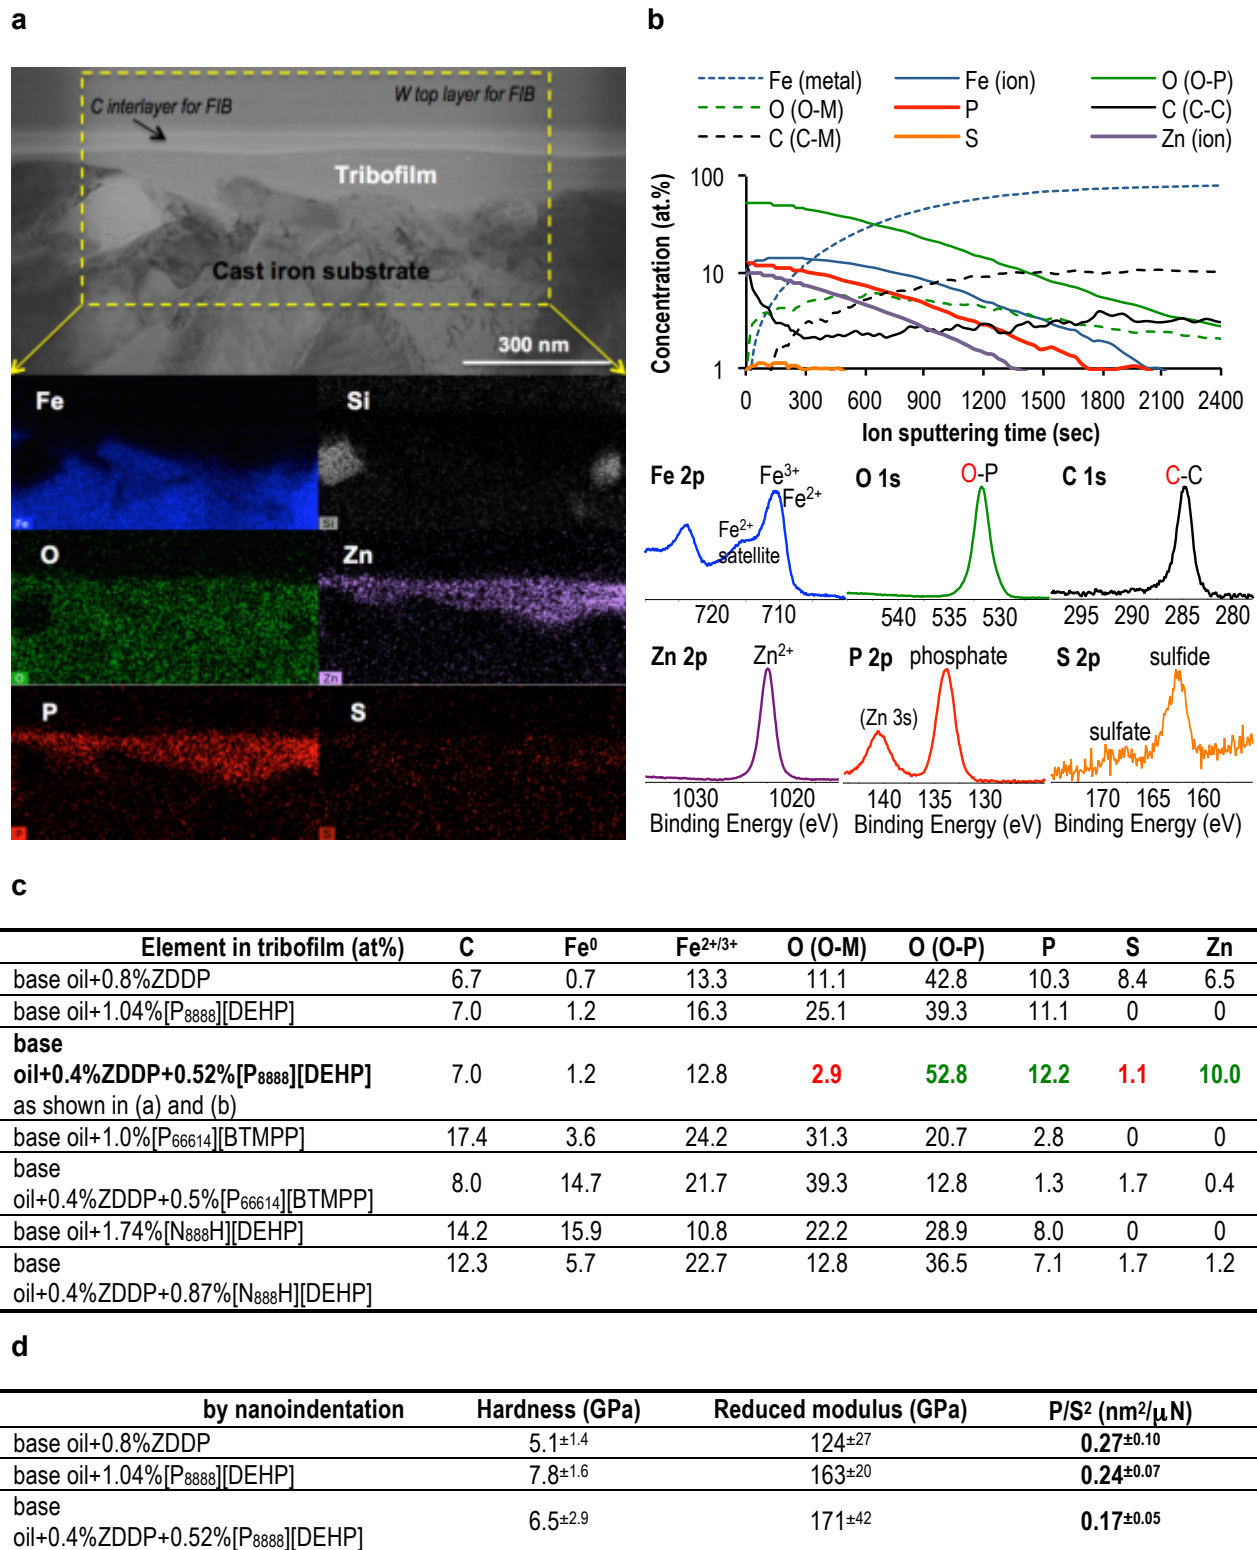 a
C interlayer for FIB
W top layer for FIB
Tribofilm
Cast iron substrate
300 nm
Fe
Si
Fe
Si
O
Zn
O
Zn
P
S
P
S
b
Fe (metal) Fe (ion) O (O-P)
O (O-M) P C (C-C)
C (C-M) S Zn (ion)
Concentration (at.%)
100
10
1
0 300 600 900 1200 1500 1800 2100 2400
Ion sputtering time (sec)
Fe 2p
Fe3+
Fe2+
Fe2+
satellite
720 710
O 1s
O-P
540 535 530
C 1s
C-C
295 290 285 280
Zn 2p
Zn2+
1030 1020
Binding Energy (eV)
P 2p
phosphate
(Zn 3s)
140 135 130
Binding Energy (eV)
S 2p
sulfide
sulfate
170 165 160
Binding Energy (eV)
c
Element in tribofilm (at%) C Fe0 Fe2+/3+ O (O-M) O (O-P) P S Zn
base oil+0.8%ZDDP 6.7 0.7 13.3 11.1 42.8 10.3 8.4 6.5
base oil+1.04%[P8888][DEHP] 7.0 1.2 16.3 25.1 39.3 11.1 0 0
base
oil+0.4%ZDDP+0.52%[P8888][DEHP] 7.0 1.2 12.8 2.9 52.8 12.2 1.1 10.0
as shown in (a) and (b)
base oil+1.0%[P66614][BTMPP] 17.4 3.6 24.2 31.3 20.7 2.8 0 0
base
oil+0.4%ZDDP+0.5%[P66614][BTMPP] 8.0 14.7 21.7 39.3 12.8 1.3 1.7 0.4
base oil+1.74%[N888H][DEHP] 14.2 15.9 10.8 22.2 28.9 8.0 0 0
base 12.3 5.7 22.7 12.8 36.5 7.1 1.7 1.2
oil+0.4%ZDDP+0.87%[N888H][DEHP]
d
by nanoindentation Hardness (GPa) Reduced modulus (GPa) P/S2 (nm2/μN)
base oil+0.8%ZDDP 5.1±1.4 124±27 0.27±0.10
base oil+1.04%[P8888][DEHP] 7.8±1.6 163±20 0.24±0.07
base
oil+0.4%ZDDP+0.52%[P8888][DEHP] 6.5±2.9 171±42 0.17±0.05